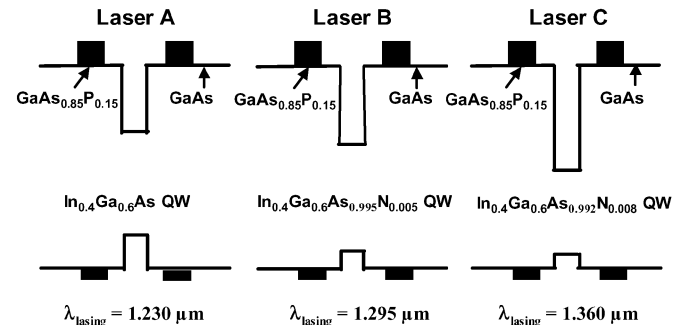 Laser A Laser B Laser C
GaAs₀.₈₅P₀.₁₅ GaAs GaAs₀.₈₅P₀.₁₅ GaAs GaAs₀.₈₅P₀.₁₅ GaAs
In₀.₄Ga₀.₆As QW In₀.₄Ga₀.₆As₀.₉₉₅N₀.₀₀₅ QW In₀.₄Ga₀.₆As₀.₉₉₂N₀.₀₀₈ QW
λlasing = 1.230 µm λlasing = 1.295 µm λlasing = 1.360 µm